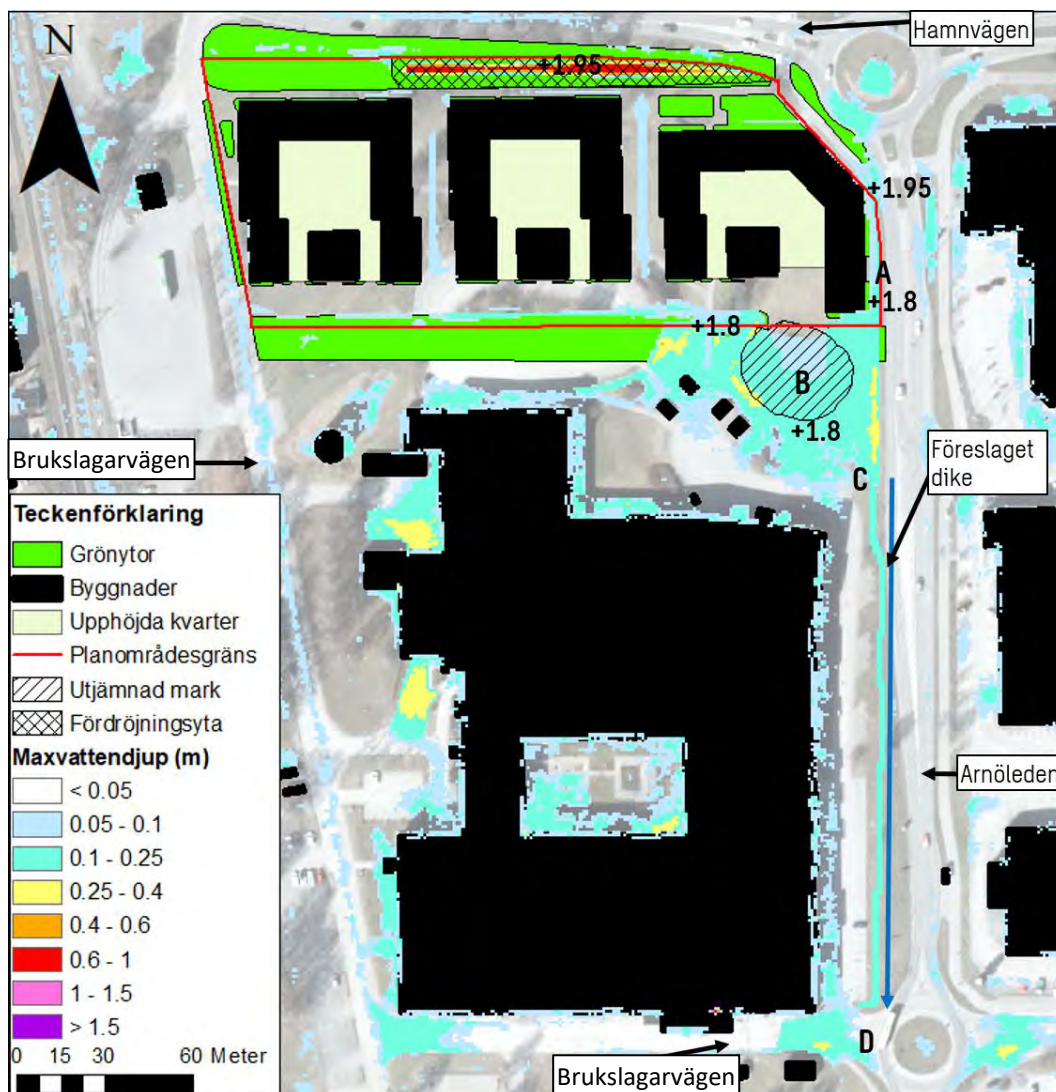 N
Hamnvägen
+1.95
+1.95
A
+1.8
+1.8
B
+1.8
Brukslagarvägen
C
Föreslaget
dike
Teckenförklaring
Grönytor
Byggnader
Upphöjda kvarter
Planområdesgräns
Utjämnad mark
Fördröjningsyta
Maxvattendjup (m)
< 0.05
0.05 - 0.1
0.1 - 0.25
0.25 - 0.4
0.4 - 0.6
0.6 - 1
1 - 1.5
> 1.5
0 15 30 60 Meter
Arnöleden
D
Brukslagarvägen